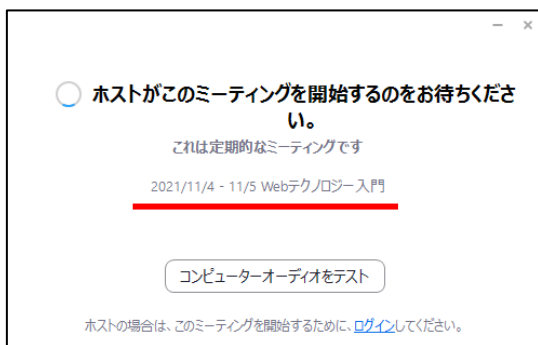 ホストがこのミーティングを開始するのをお待ちくださ
い。
これは定期的なミーティングです
2021/11/4 - 11/5 Webテクノロジー入門
コンピューターオーディオをテスト
ホストの場合は、このミーティングを開始するために、ログインしてください。